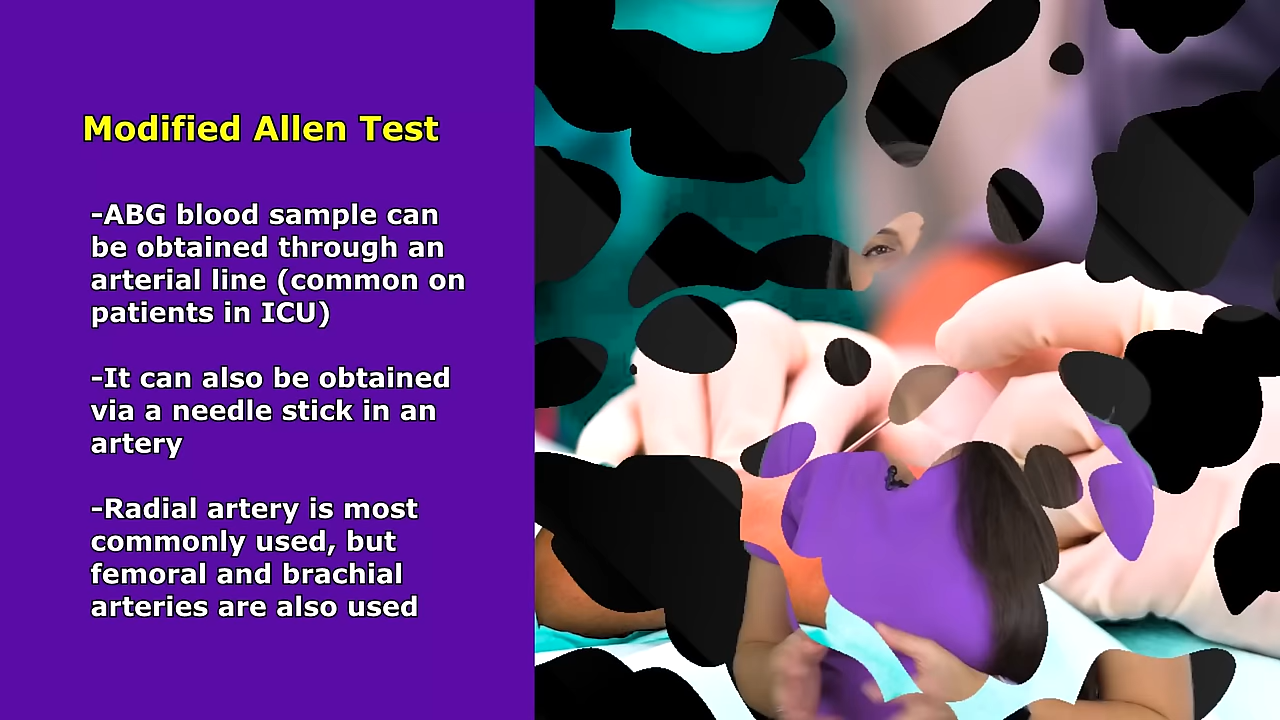 Modified Allen Test
-ABG blood sample can
be obtained through an
arterial line (common on
patients in ICU)
-It can also be obtained
via a needle stick in an
artery
-Radial artery is most
commonly used, but
femoral and brachial
arteries are also used